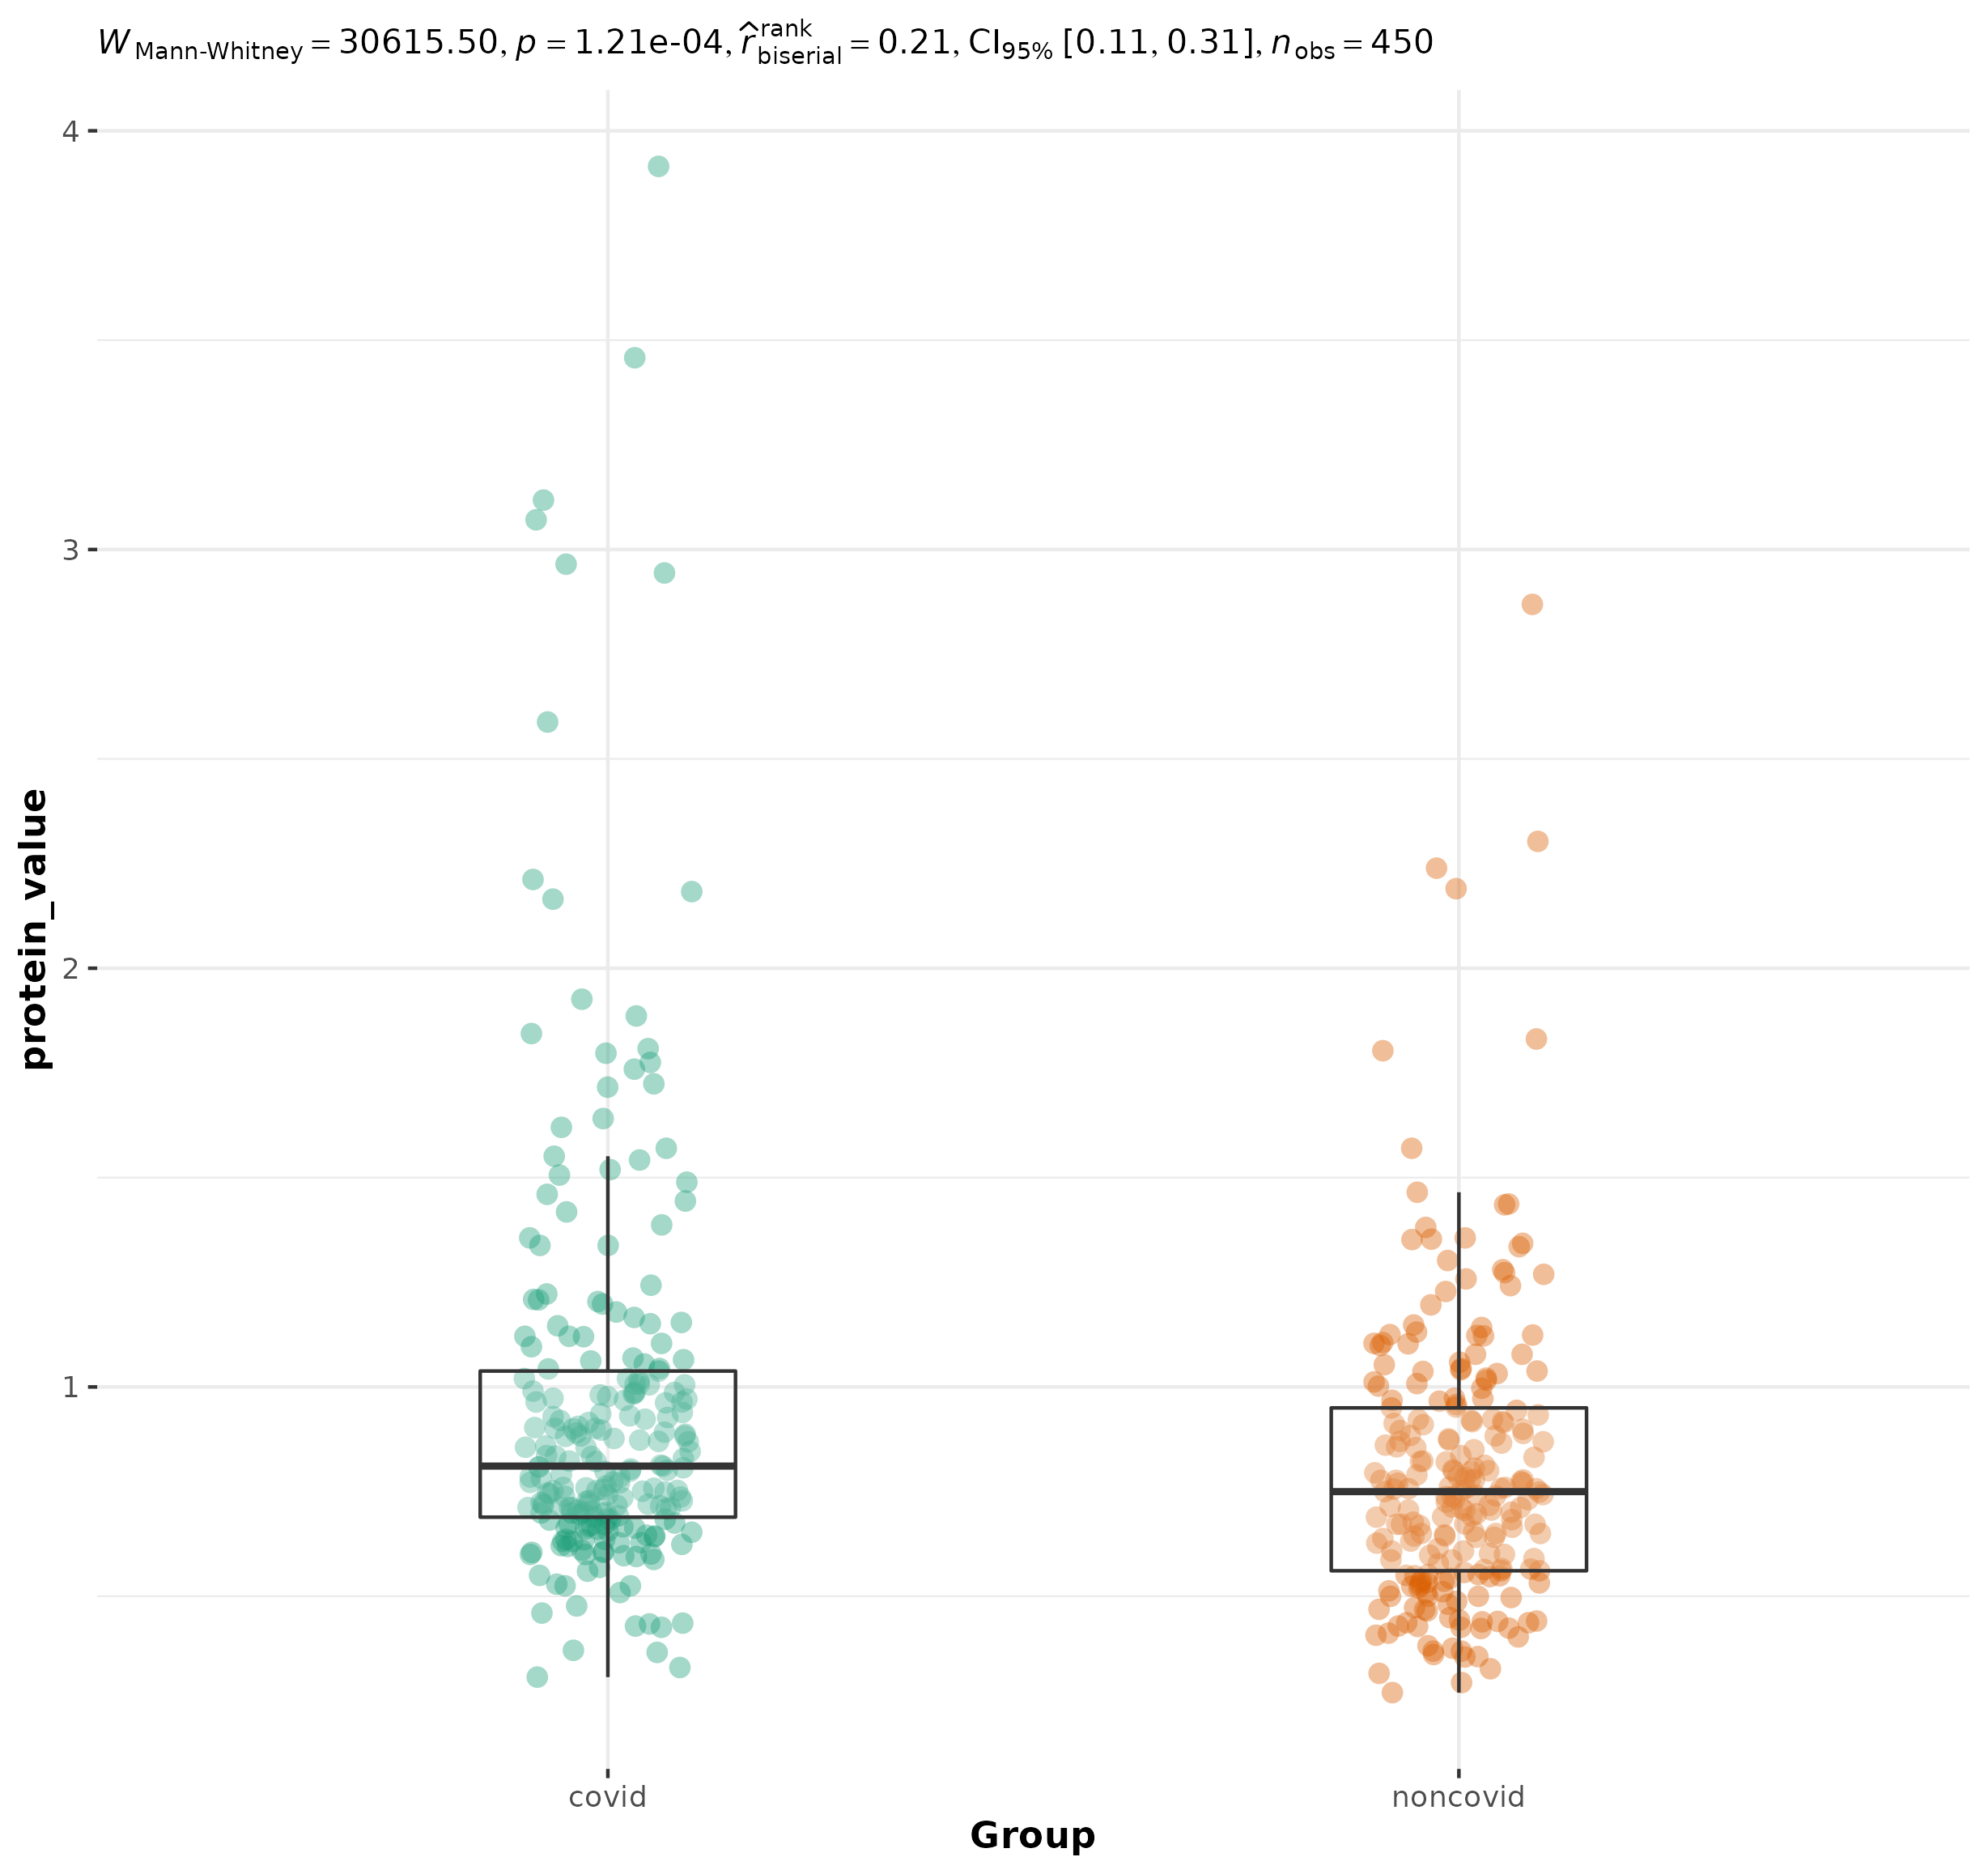 W Mann-Whitney = 30615.50, p = 1.21e-04, r̂ rank biserial = 0.21, CI95% [0.11, 0.31], n obs = 450
4
3
2
1
protein_value
covid noncovid
Group